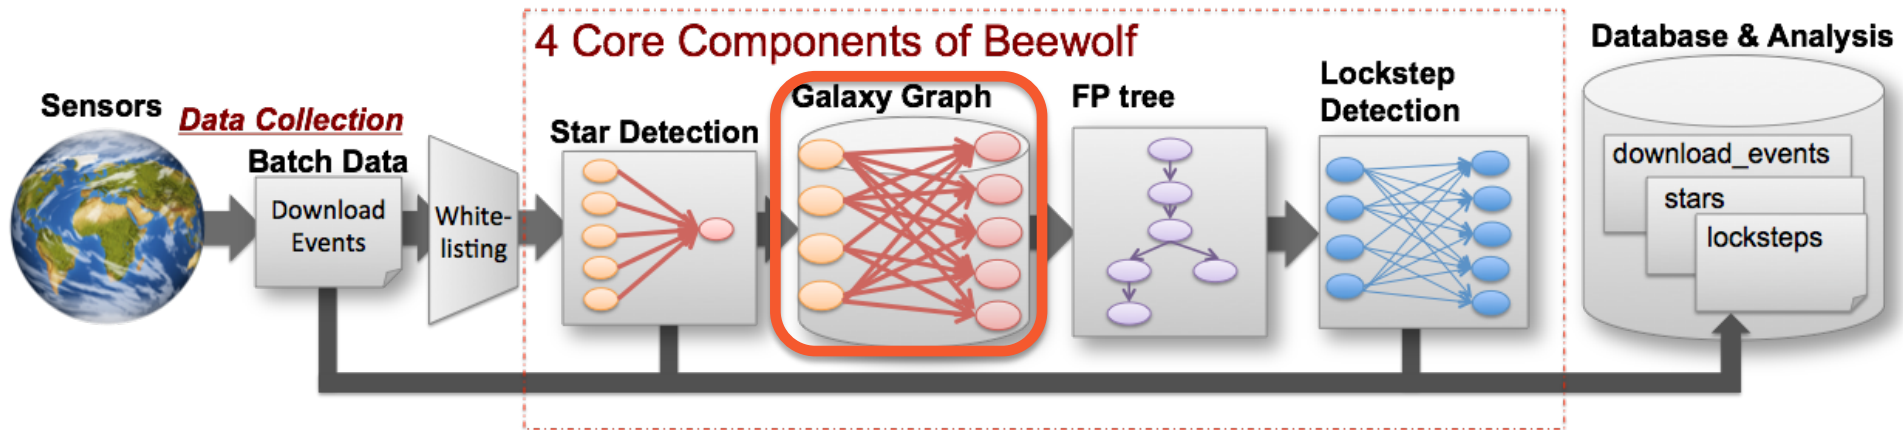 4 Core Components of Beewolf
Sensors
Data Collection
Batch Data
Download
Events
White-
listing
Star Detection
Galaxy Graph
FP tree
Lockstep
Detection
Database & Analysis
download_events
stars
locksteps